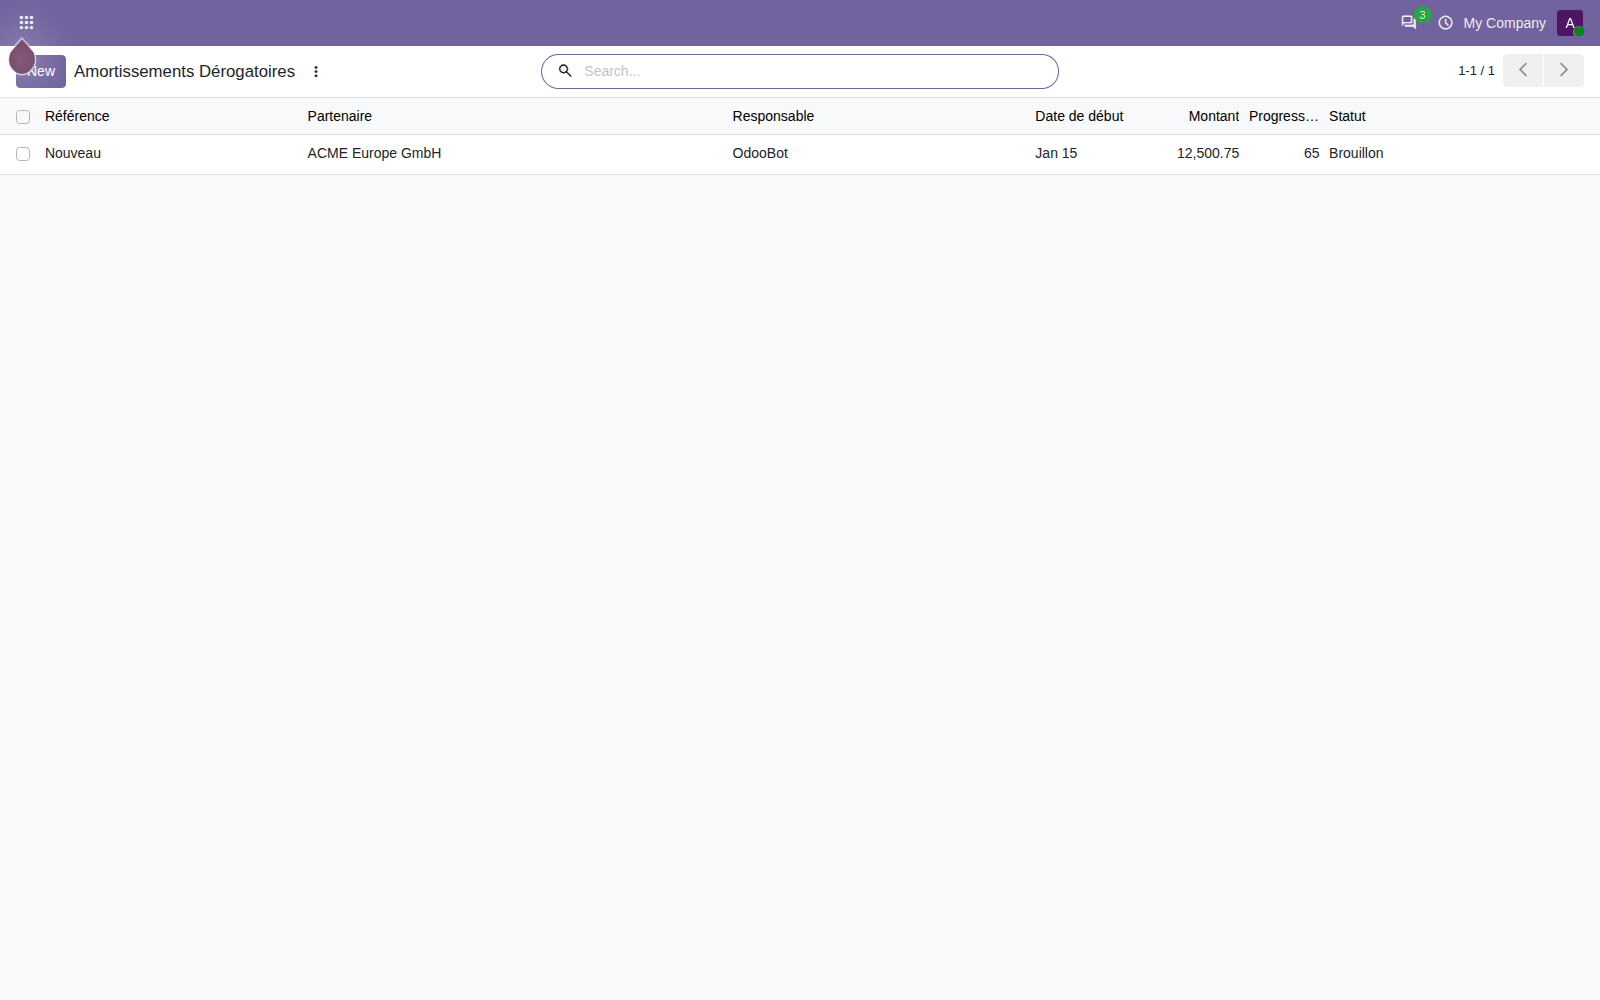 3
My Company
A
New
Amortissements Dérogatoires
Search...
1-1 / 1
Référence Partenaire Responsable Date de début Montant Progress… Statut
Nouveau ACME Europe GmbH OdooBot Jan 15 12,500.75 65 Brouillon